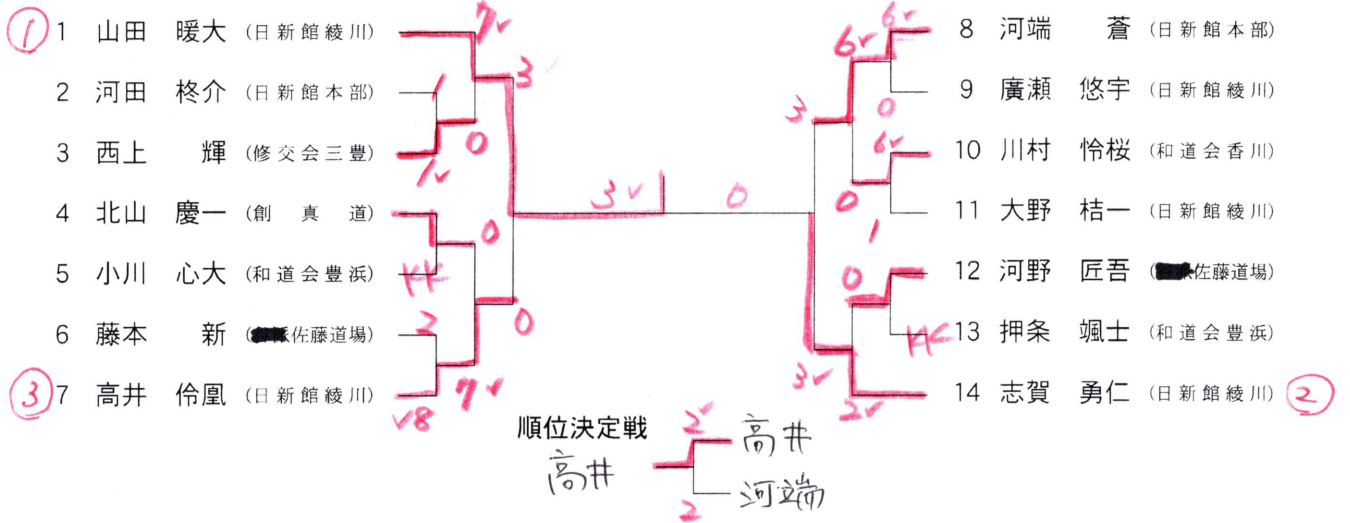 ① 1 山田 暖大 (日新館綾川)
2 河田 柊介 (日新館本部)
3 西上 輝 (修交会三豊)
4 北山 慶一 (創真道)
5 小川 心大 (和道会豊浜)
6 藤本 新 (佐藤道場)
③ 7 高井 伶凰 (日新館綾川)
7✓
3
1
0
1✓
0
KK
0
2
7✓
✓8
3✓
0
6✓
6✓
0
3
6✓
0
1
0
KK
3✓
2✓
8 河端 蒼 (日新館本部)
9 廣瀬 悠宇 (日新館綾川)
10 川村 怜桜 (和道会香川)
11 大野 桔一 (日新館綾川)
12 河野 匠吾 (佐藤道場)
13 押条 颯士 (和道会豊浜)
14 志賀 勇仁 (日新館綾川) ②
順位決定戦
高井
2✓
高井
2
河端